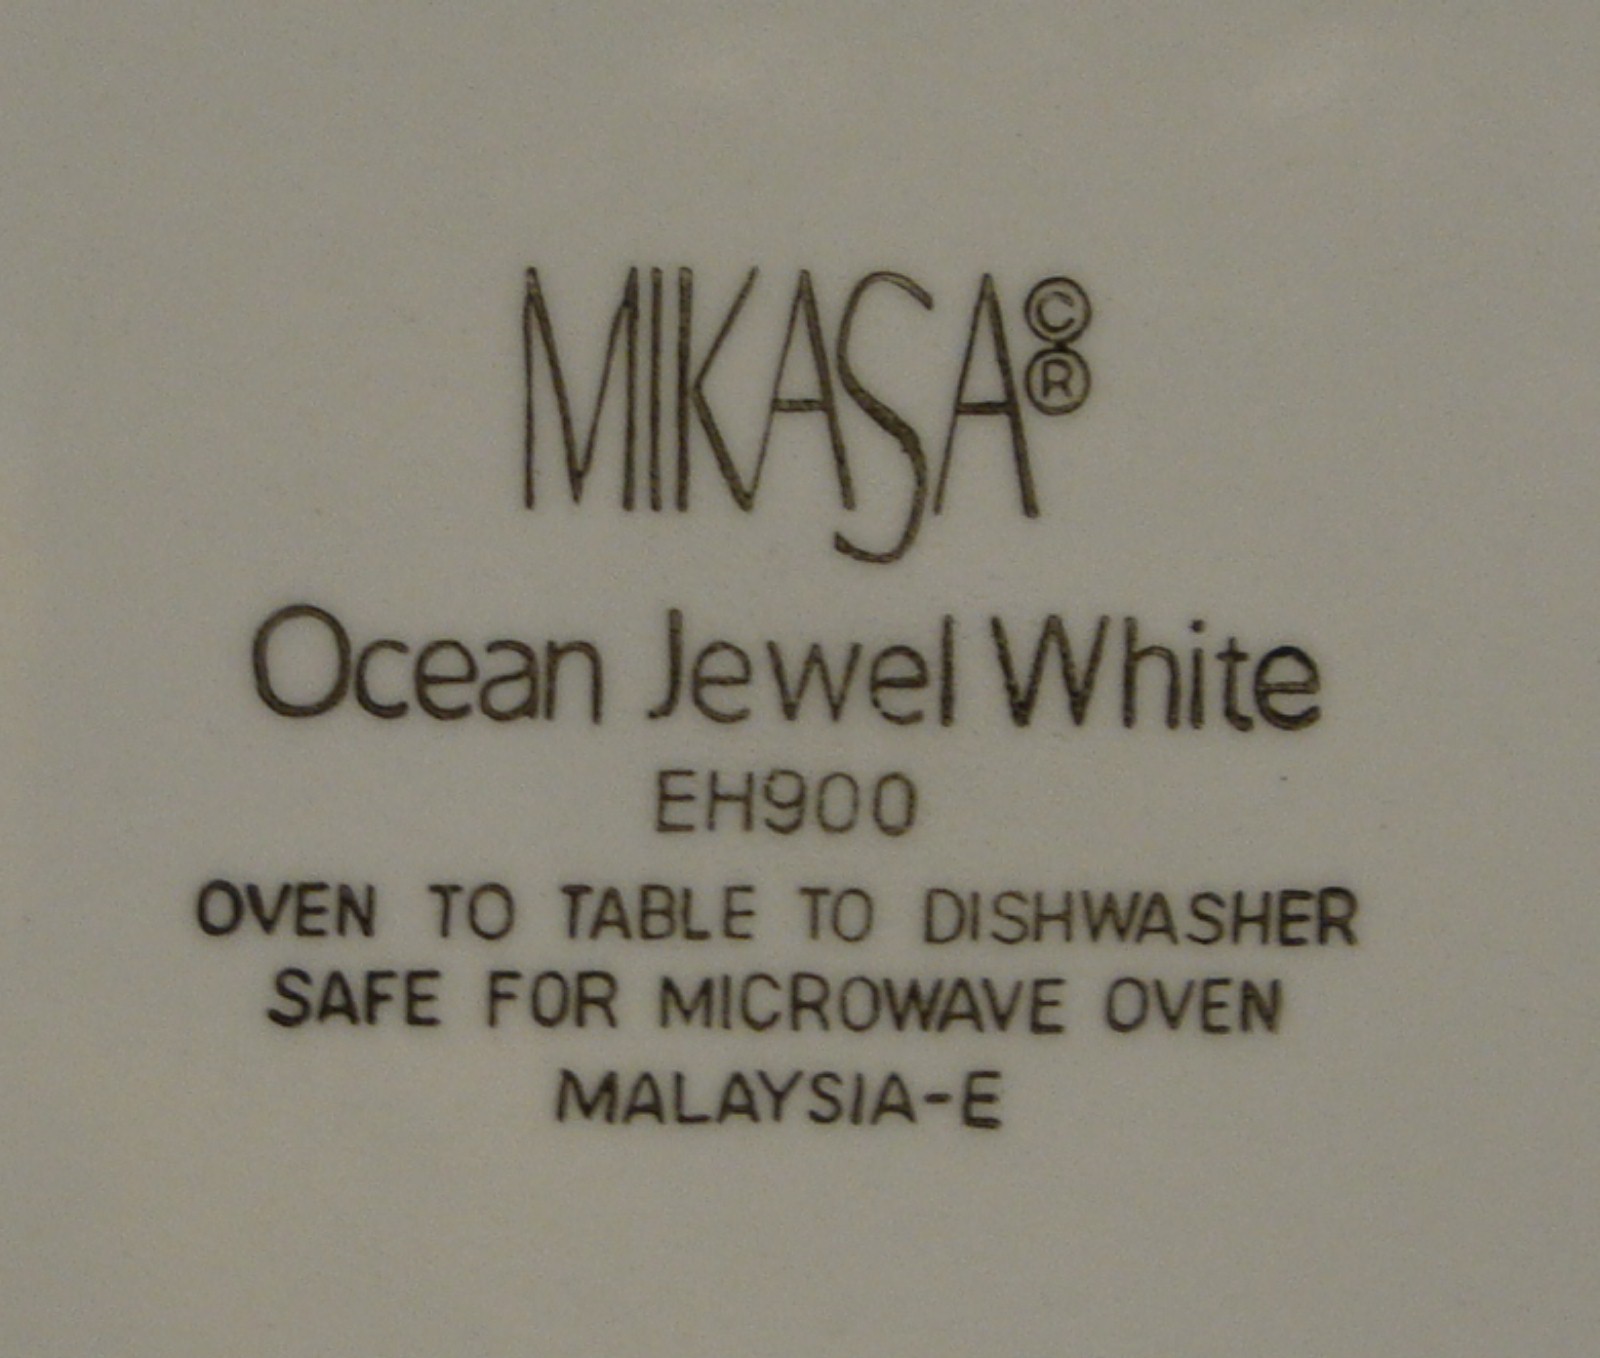 MIKASA©®
Ocean Jewel White
EH900
OVEN TO TABLE TO DISHWASHER
SAFE FOR MICROWAVE OVEN
MALAYSIA-E